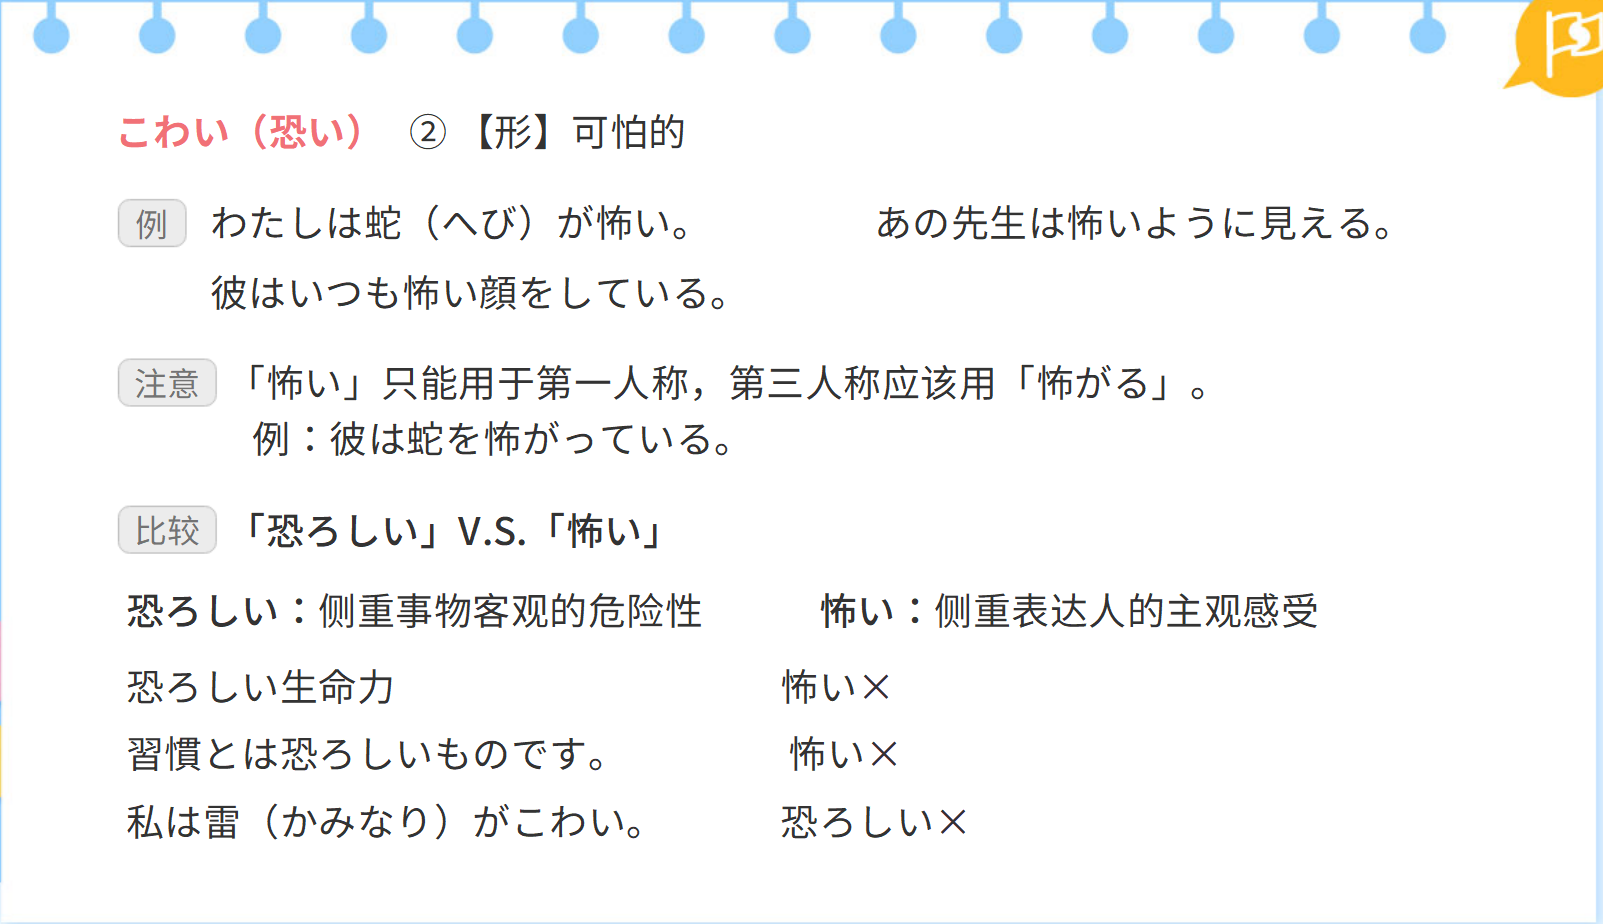 こわい（恐い） ② 【形】可怕的
例 わたしは蛇（へび）が怖い。 あの先生は怖いように見える。
彼はいつも怖い顔をしている。
注意 「怖い」只能用于第一人称，第三人称应该用「怖がる」。
例：彼は蛇を怖がっている。
比较 「恐ろしい」V.S.「怖い」
恐ろしい：侧重事物客观的危险性 怖い：侧重表达人的主观感受
恐ろしい生命力 怖い×
習慣とは恐ろしいものです。 怖い×
私は雷（かみなり）がこわい。 恐ろしい×